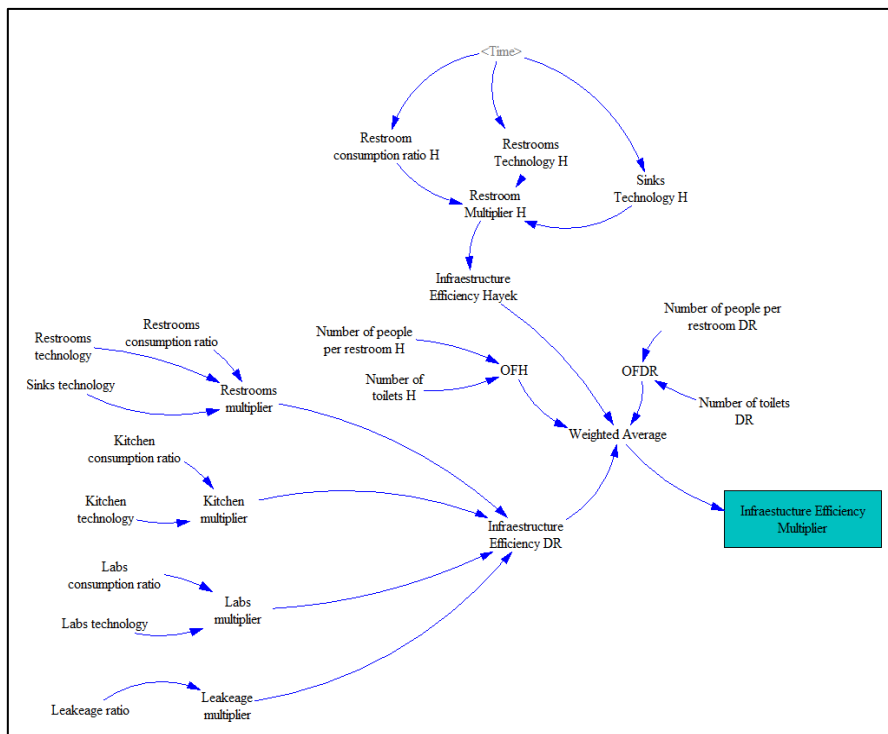 <Time>
Restroom
consumption ratio H
Restrooms
Technology H
Sinks
Technology H
Restroom
Multiplier H
Infraestructure
Efficiency Hayek
Number of people per
restroom DR
Restrooms
consumption ratio
Restrooms
technology
Number of people
per restroom H
OFH
OFDR
Sinks technology
Restrooms
multiplier
Number of
toilets H
Number of toilets
DR
Weighted Average
Kitchen
consumption ratio
Kitchen
technology
Kitchen
multiplier
Infraestructure
Efficiency DR
Infraestucture Efficiency
Multiplier
Labs
consumption ratio
Labs technology
Labs
multiplier
Leakeage ratio
Leakeage
multiplier